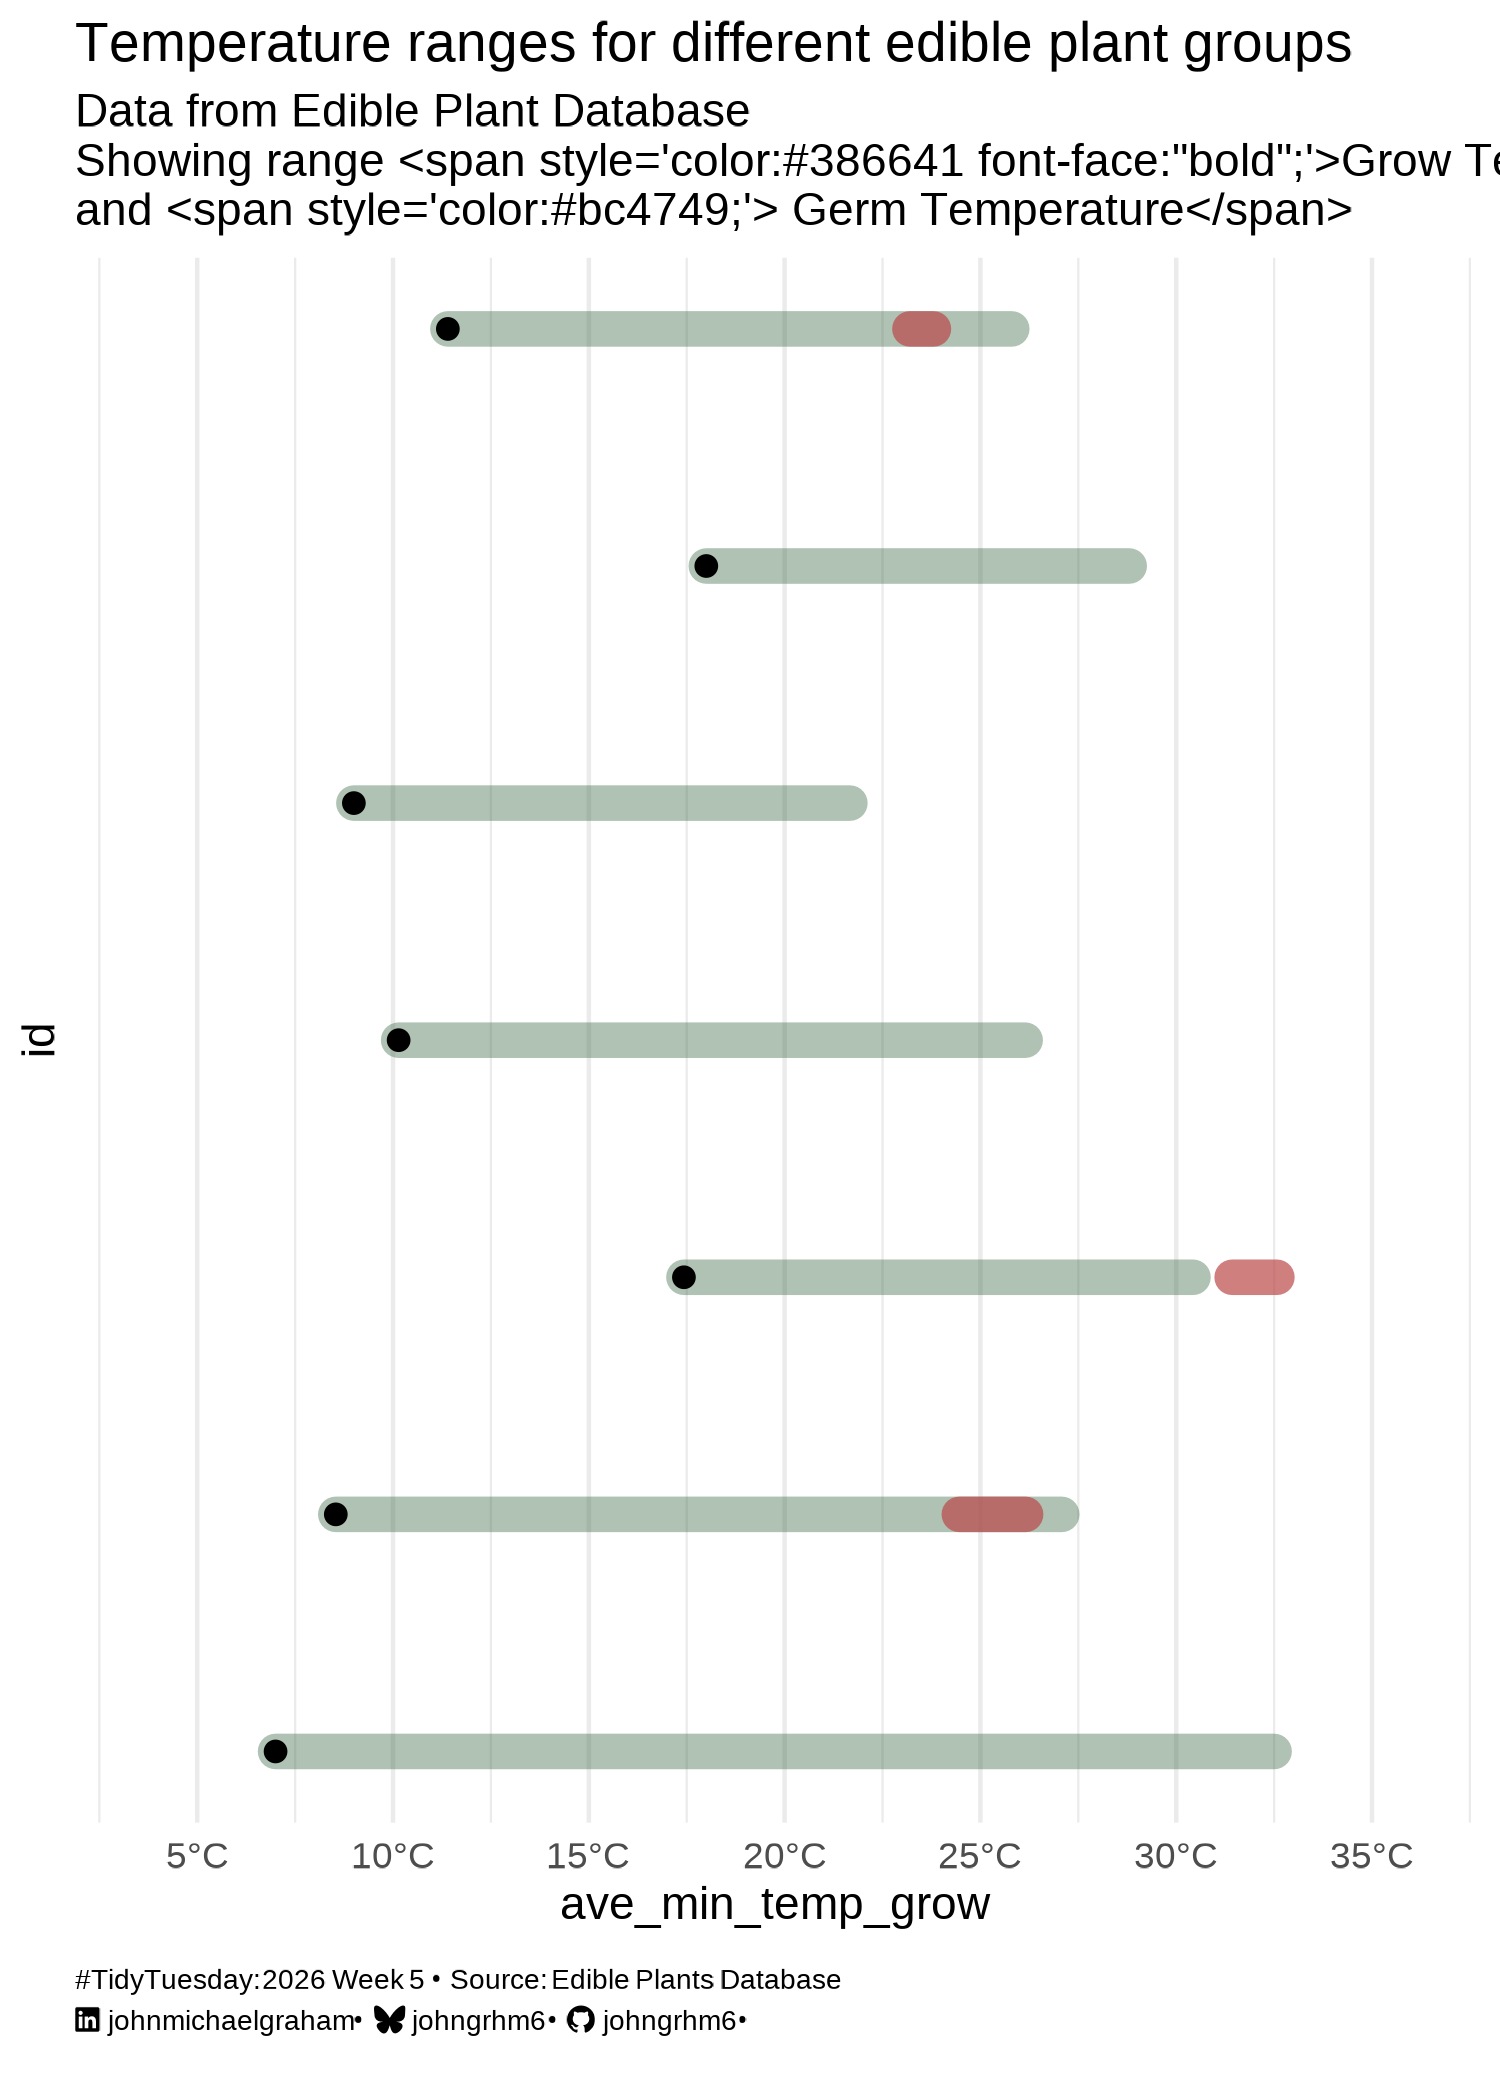 Temperature ranges for different edible plant groups
Data from Edible Plant Database
Showing range <span style='color:#386641 font-face:"bold";'>Grow
and <span style='color:#bc4749;'> Germ Temperature</span>
id
5°C 10°C 15°C 20°C 25°C 30°C 35°C
ave_min_temp_grow
#TidyTuesday:2026 Week 5 • Source: Edible Plants Database
johnmichaelgraham• johngrhm6• johngrhm6•